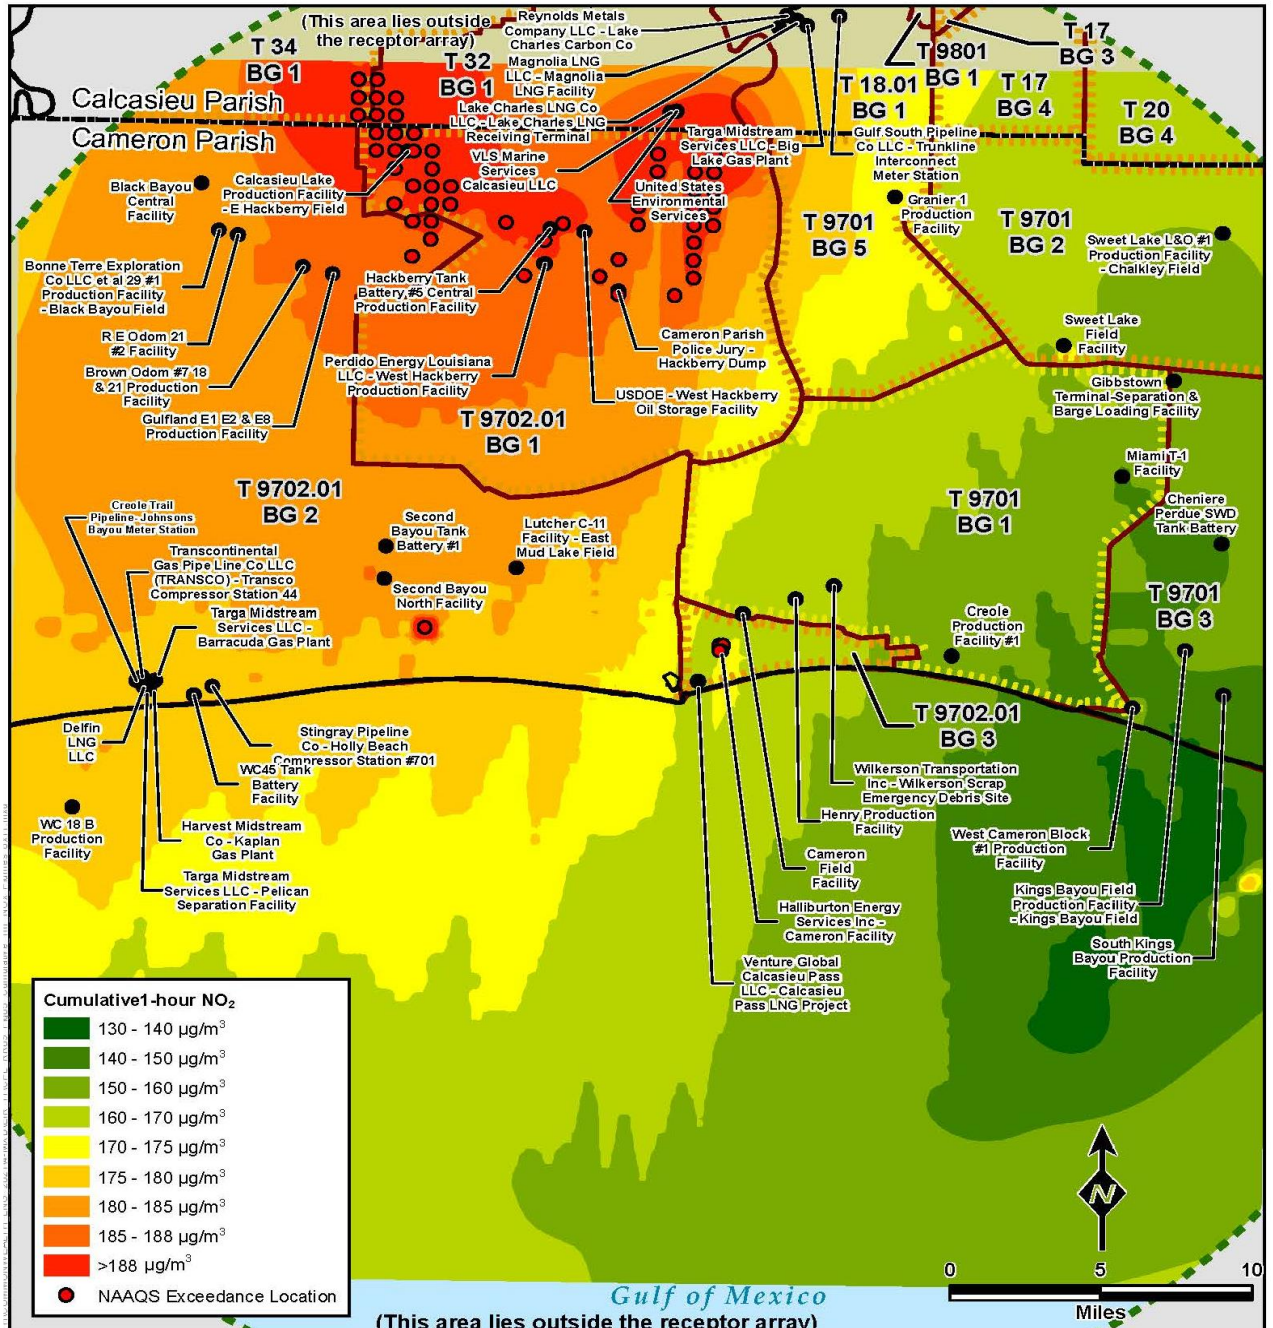 (This area lies outside
the receptor array)
Reynolds Metals
Company LLC - Lake
Charles Carbon Co
Magnolia LNG
LLC - Magnolia
LNG Facility
Lake Charles LNG Co
LLC - Lake Charles LNG
Receiving Terminal
T 34
BG 1
T 32
BG 1
T 9801
BG 1
T 17
BG 3
T 18.01
BG 1
T 17
BG 4
T 20
BG 4
Calcasieu Parish
Cameron Parish
VLS Marine
Services
Calcasieu LLC
Targa Midstream
Services LLC - Big
Lake Gas Plant
United States
Environmental
Services
Gulf South Pipeline
Co LLC - Trunkline
Interconnect
Meter Station
Black Bayou
Central
Facility
Calcasieu Lake
Production Facility
- E Hackberry Field
Granier 1
Production
Facility
T 9701
BG 5
T 9701
BG 2
Sweet Lake L&O #1
Production Facility
- Chalkley Field
Bonne Terre Exploration
Co LLC et al 29 #1
Production Facility
- Black Bayou Field
Hackberry Tank
Battery #5 Central
Production Facility
R E Odom 21
#2 Facility
Brown Odom #7 18
& 21 Production
Facility
Gulfland E1 E2 & E8
Production Facility
Perdido Energy Louisiana
LLC - West Hackberry
Production Facility
Cameron Parish
Police Jury -
Hackberry Dump
USDOE - West Hackberry
Oil Storage Facility
Sweet Lake
Field
Facility
Gibbstown
Terminal-Separation &
Barge Loading Facility
T 9702.01
BG 1
Miami T-1
Facility
Cheniere
Perdue SWD
Tank Battery
T 9702.01
BG 2
T 9701
BG 1
T 9701
BG 3
Creole Trail
Pipeline- Johnsons
Bayou Meter Station
Second
Bayou Tank
Battery #1
Lutcher C-11
Facility - East
Mud Lake Field
Transcontinental
Gas Pipe Line Co LLC
(TRANSCO) - Transco
Compressor Station 44
Second Bayou
North Facility
Targa Midstream
Services LLC -
Barracuda Gas Plant
Creole
Production
Facility #1
Delfin
LNG
LLC
Stingray Pipeline
Co - Holly Beach
Compressor Station #701
T 9702.01
BG 3
WC45 Tank
Battery
Facility
Wilkerson Transportation
Inc - Wilkerson Scrap
Emergency Debris Site
WC 18 B
Production
Facility
Harvest Midstream
Co - Kaplan
Gas Plant
Henry Production
Facility
West Cameron Block
#1 Production
Facility
Targa Midstream
Services LLC - Pelican
Separation Facility
Cameron
Field
Facility
Kings Bayou Field
Production Facility
- Kings Bayou Field
Halliburton Energy
Services Inc -
Cameron Facility
South Kings
Bayou Production
Facility
Venture Global
Calcasieu Pass
LLC - Calcasieu
Pass LNG Project
Cumulative1-hour NO₂
130 - 140 µg/m³
140 - 150 µg/m³
150 - 160 µg/m³
160 - 170 µg/m³
170 - 175 µg/m³
175 - 180 µg/m³
180 - 185 µg/m³
185 - 188 µg/m³
>188 µg/m³
NAAQS Exceedance Location
N
0 5 10
Miles
Gulf of Mexico
(This area lies outside the receptor array)